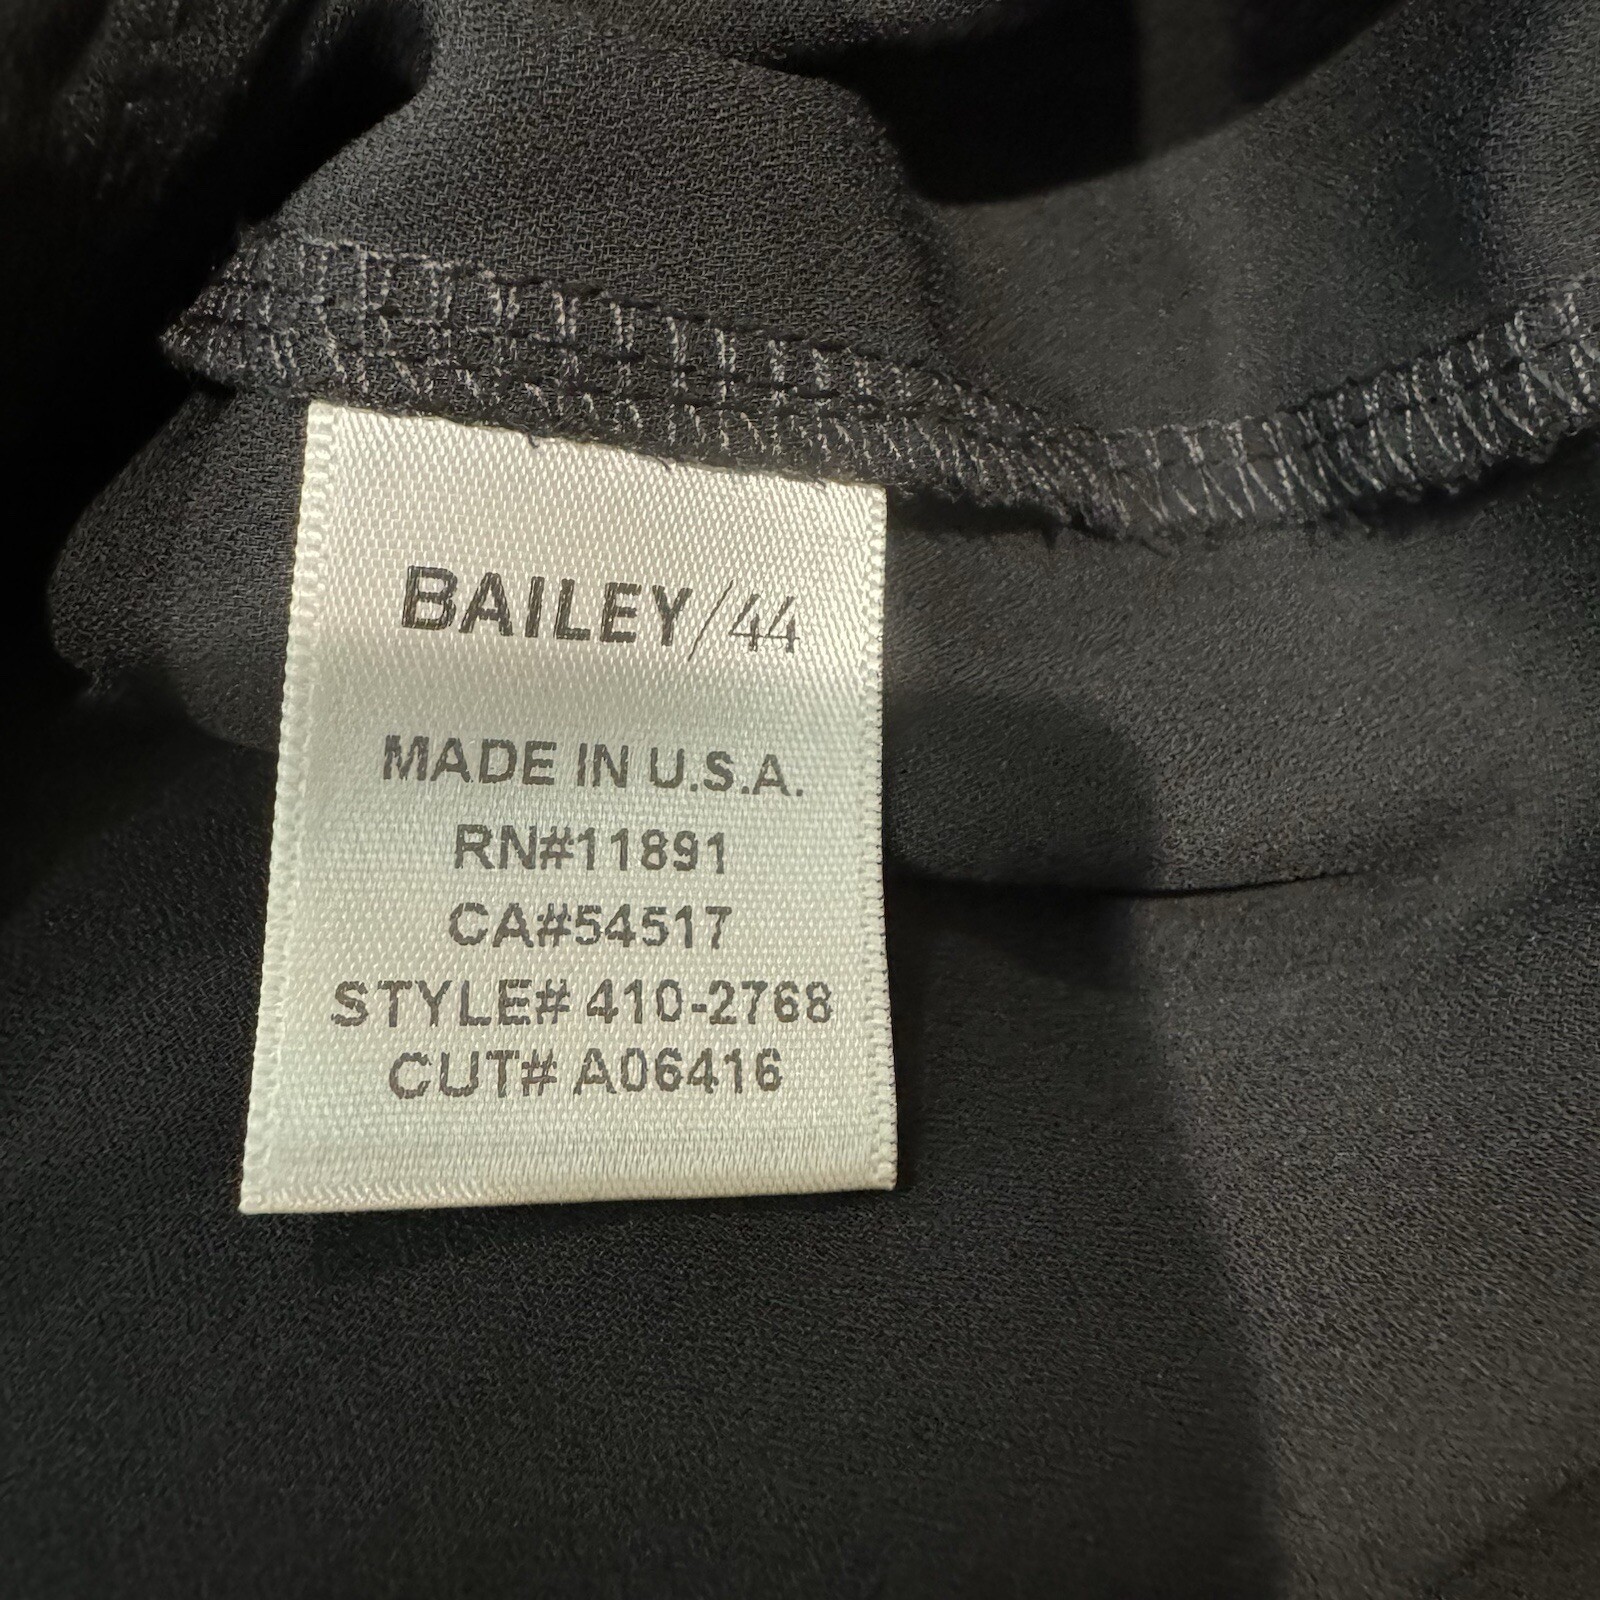 BAILEY/44
MADE IN U.S.A.
RN#11891
CA#54517
STYLE# 410-2768
CUT# A06416